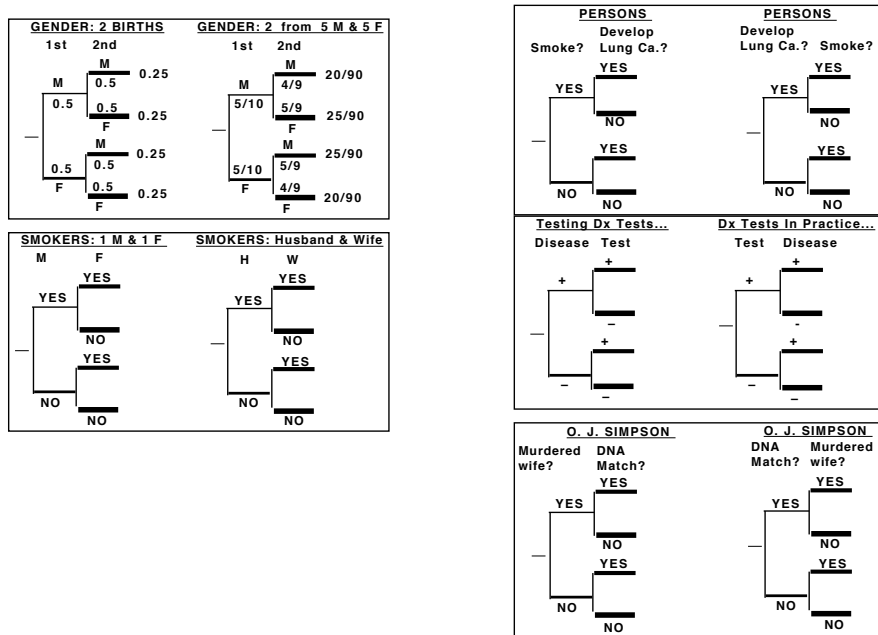 GENDER: 2 BIRTHS
1st 2nd
M
M 0.5 0.25
0.5
0.5 0.25
F
M
0.5 0.25
0.5
F 0.5 0.25
F
GENDER: 2 from 5 M & 5 F
1st 2nd
M
M 4/9 20/90
5/10
5/9 25/90
F
M
5/10 5/9 25/90
F 4/9 20/90
F
SMOKERS: 1 M & 1 F
M F
YES
YES
NO
YES
NO
NO
SMOKERS: Husband & Wife
H W
YES
YES
NO
YES
NO
NO
PERSONS
Develop
Smoke? Lung Ca.?
YES
YES
NO
YES
NO
NO
PERSONS
Develop
Lung Ca.? Smoke?
YES
YES
NO
YES
NO
NO
Testing Dx Tests...
Disease Test
+
+
–
+
–
–
Dx Tests In Practice...
Test Disease
+
+
-
+
–
–
O. J. SIMPSON
Murdered DNA
wife? Match?
YES
YES
NO
YES
NO
NO
O. J. SIMPSON
DNA Murdered
Match? wife?
YES
YES
NO
YES
NO
NO